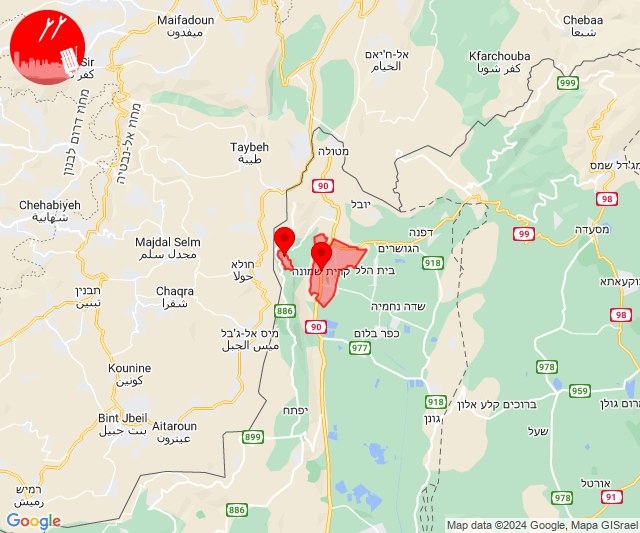 Maifadoun
ميفدون
Chebaa
شبعا
אל-ח'יאם
الخيام
Kfarchouba
كفر شوبا
999
Sir
כפר
מחוז דרום לבנון
מחוז אל-נבטיה
Taybeh
طيبة
מטולה
מג'דל שמס
90
98
יובל
Chehabiyeh
شهابية
דפנה
99
מסעדה
Majdal Selm
مجدل سلم
הגושרים
918
חולא
حولا
קרית שמונה
בית הלל
בוקעאתא
תבנין
تبنين
Chaqra
شقرا
886
שדה נחמיה
98
90
מיס אל-ג'בל
ميس الجبل
כפר בלום
977
Kounine
كونين
978
959
918
ברוכים קלע אלון
מרום גולן
יפתח
גונן
Bint Jbeil
بنت جبيل
Aitaroun
عيترون
899
שעל
רמיש
رميش
אורטל
978
91
886
Google
Map data ©2024 Google, Mapa GISrael